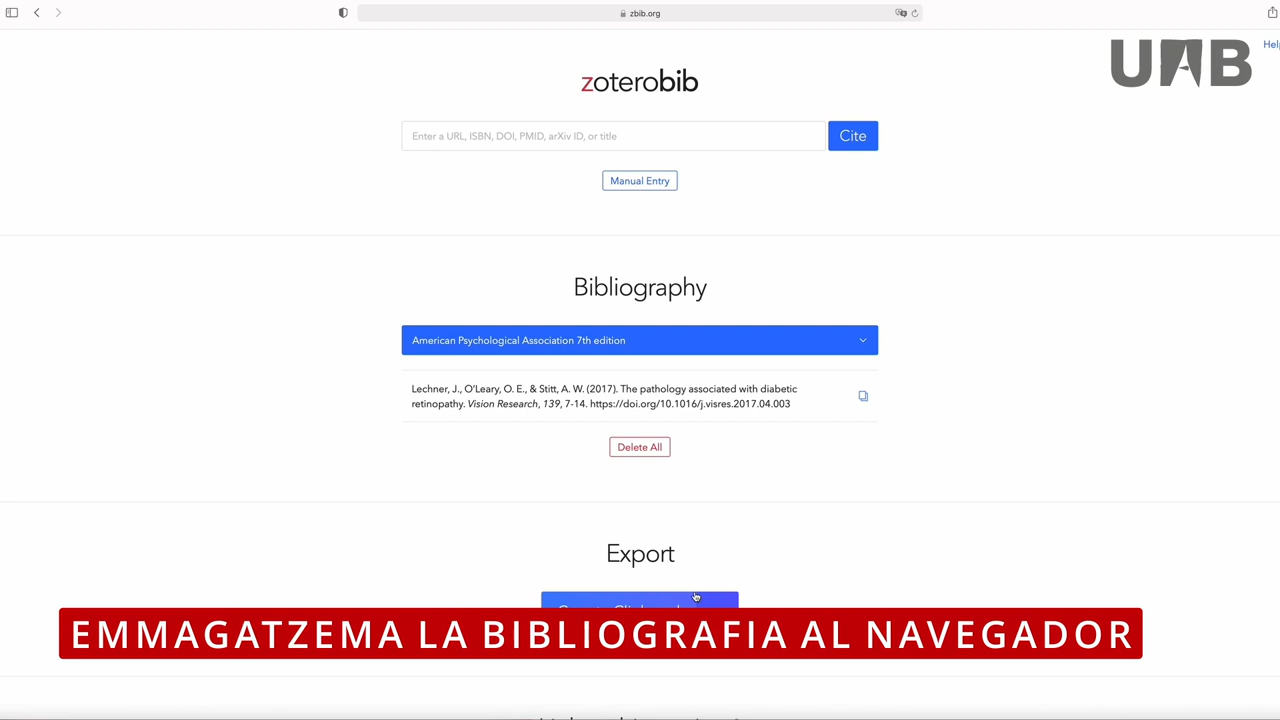 zbib.org
Help
UAB
zoterobib
Enter a URL, ISBN, DOI, PMID, arXiv ID, or title
Cite
Manual Entry
Bibliography
American Psychological Association 7th edition
Lechner, J., O'Leary, O. E., & Stitt, A. W. (2017). The pathology associated with diabetic
retinopathy. Vision Research, 139, 7-14. https://doi.org/10.1016/j.visres.2017.04.003
Delete All
Export
EMMAGATZEMA LA BIBLIOGRAFIA AL NAVEGADOR